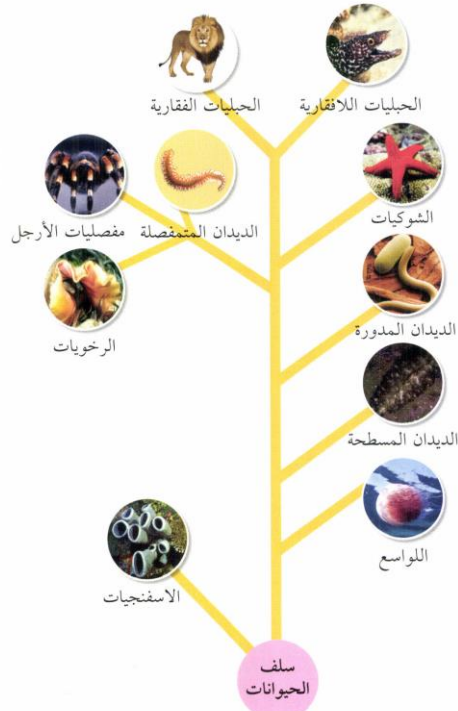 الحبليات اللافقارية
الحبليات الفقارية
الشوكيات
الديدان المتمفصلة
مفصليات الأرجل
الديدان المدورة
الرخويات
الديدان المسطحة
اللواسع
الاسفنجيات
سلف
الحيوانات